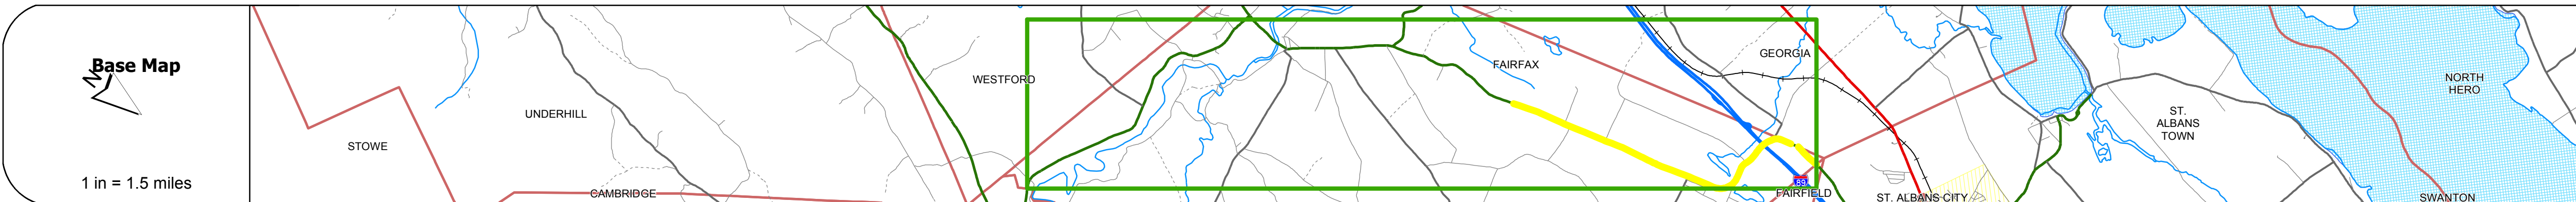 Base Map
N
1 in = 1.5 miles
STOWE
UNDERHILL
CAMBRIDGE
WESTFORD
FAIRFAX
GEORGIA
89
FAIRFIELD
ST. ALBANS CITY
ST.
ALBANS
TOWN
NORTH
HERO
SWANTON